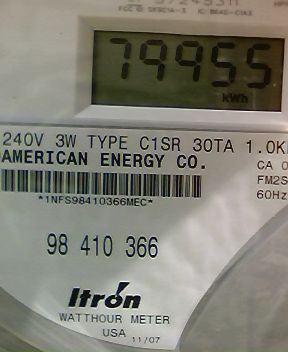 79955
kWh
240V 3W TYPE C1SR 30TA 1.0K
AMERICAN ENERGY CO.
CA 0
FM2S
*1NFS98410366MEC*
60Hz
98 410 366
Itron
WATTHOUR METER
USA 11/07